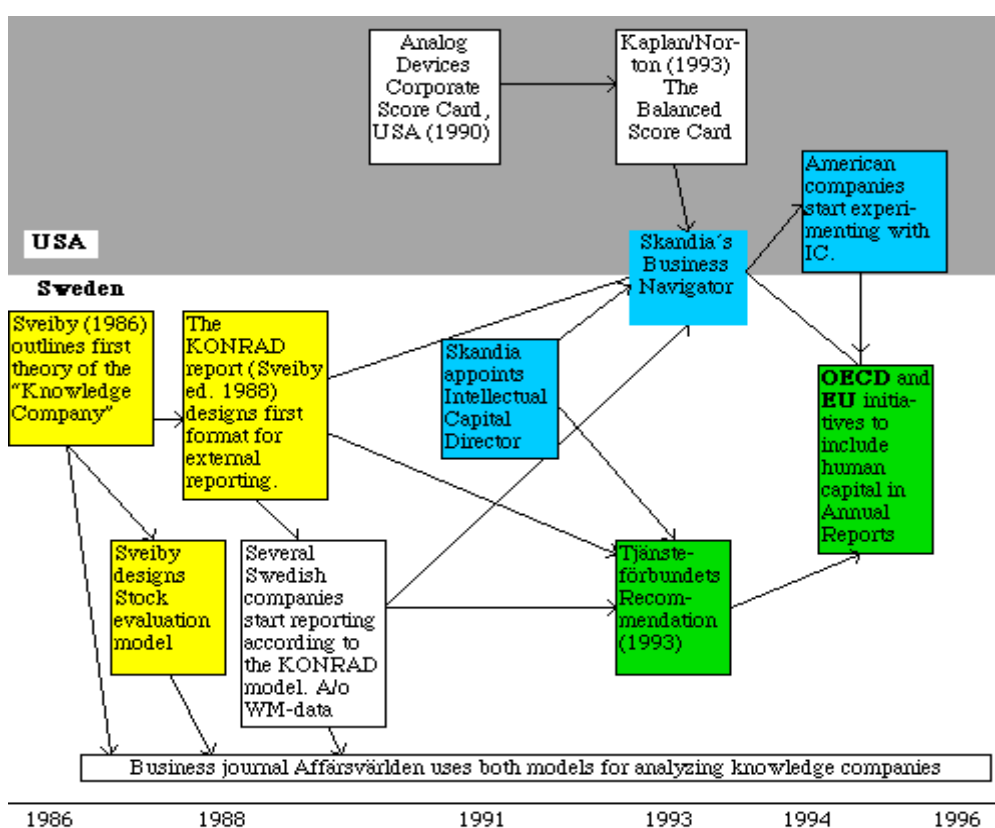 Analog
Devices
Corporate
Score Card,
USA (1990)
Kaplan/Nor-
ton (1993)
The
Balanced
Score Card
American
companies
start experi-
menting with
IC.
USA
Skandia´s
Business
Navigator
Sweden
Sveiby (1986)
outlines first
theory of the
“Knowledge
Company”
The
KONRAD
report (Sveiby
ed. 1988)
designs first
format for
external
reporting.
Skandia
appoints
Intellectual
Capital
Director
OECD and
EU initia-
tives to
include
human
capital in
Annual
Reports
Sveiby
designs
Stock
evaluation
model
Several
Swedish
companies
start reporting
according to
the KONRAD
model. A/o
WM-data
Tjänste-
förbundets
Recom-
mendation
(1993)
Business journal Affärsvärlden uses both models for analyzing knowledge companies
1986 1988 1991 1993 1994 1996